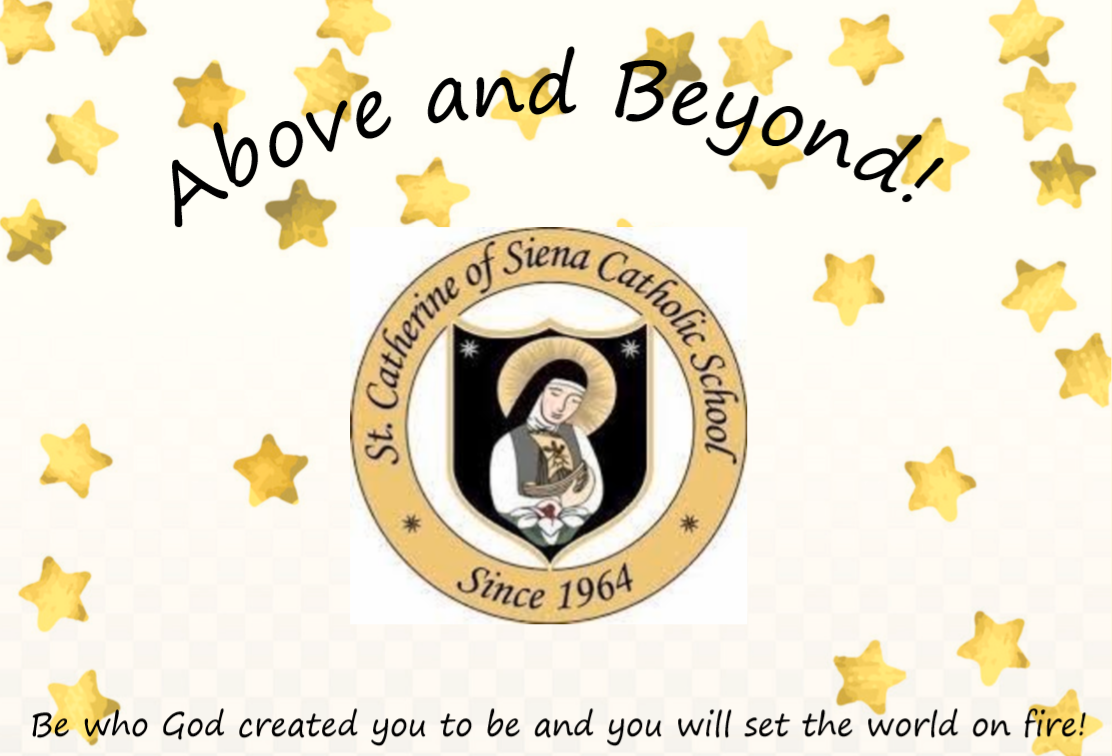 Above and Beyond!
St. Catherine of Siena Catholic School
Since 1964
Be who God created you to be and you will set the world on fire!